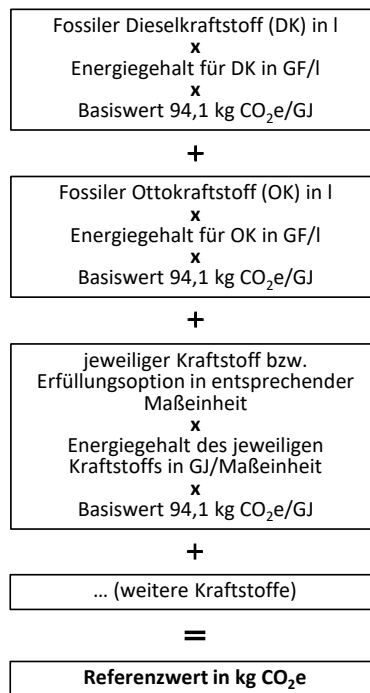 Fossiler Dieselkraftstoff (DK) in l
x
Energiegehalt für DK in GF/l
x
Basiswert 94,1 kg CO₂e/GJ
+
Fossiler Ottokraftstoff (OK) in l
x
Energiegehalt für OK in GF/l
x
Basiswert 94,1 kg CO₂e/GJ
+
jeweiliger Kraftstoff bzw.
Erfüllungsoption in entsprechender
Maßeinheit
x
Energiegehalt des jeweiligen
Kraftstoffs in GJ/Maßeinheit
x
Basiswert 94,1 kg CO₂e/GJ
+
... (weitere Kraftstoffe)
=
Referenzwert in kg CO₂e